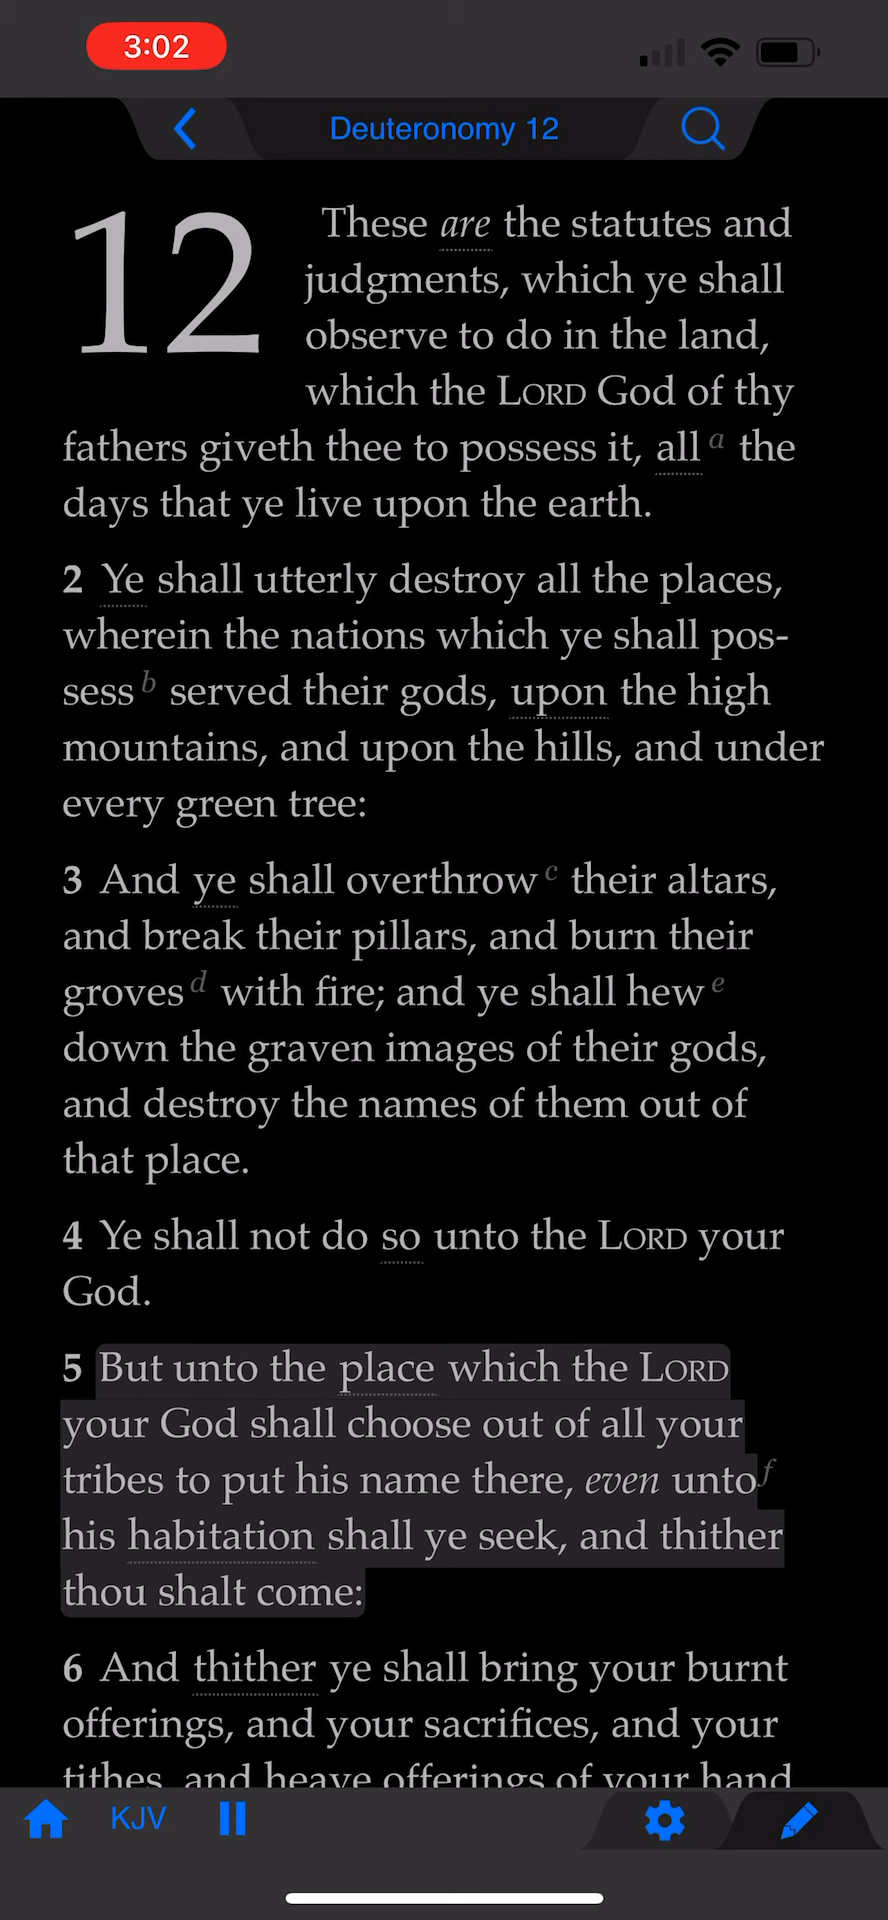 3:02
Deuteronomy 12
12 These are the statutes and
judgments, which ye shall
observe to do in the land,
which the LORD God of thy
fathers giveth thee to possess it, all a the
days that ye live upon the earth.
2 Ye shall utterly destroy all the places,
wherein the nations which ye shall pos-
sess b served their gods, upon the high
mountains, and upon the hills, and under
every green tree:
3 And ye shall overthrow c their altars,
and break their pillars, and burn their
groves d with fire; and ye shall hew e
down the graven images of their gods,
and destroy the names of them out of
that place.
4 Ye shall not do so unto the LORD your
God.
5 But unto the place which the LORD
your God shall choose out of all your
tribes to put his name there, even unto f
his habitation shall ye seek, and thither
thou shalt come:
6 And thither ye shall bring your burnt
offerings, and your sacrifices, and your
tithes, and heave offerings of your hand
KJV